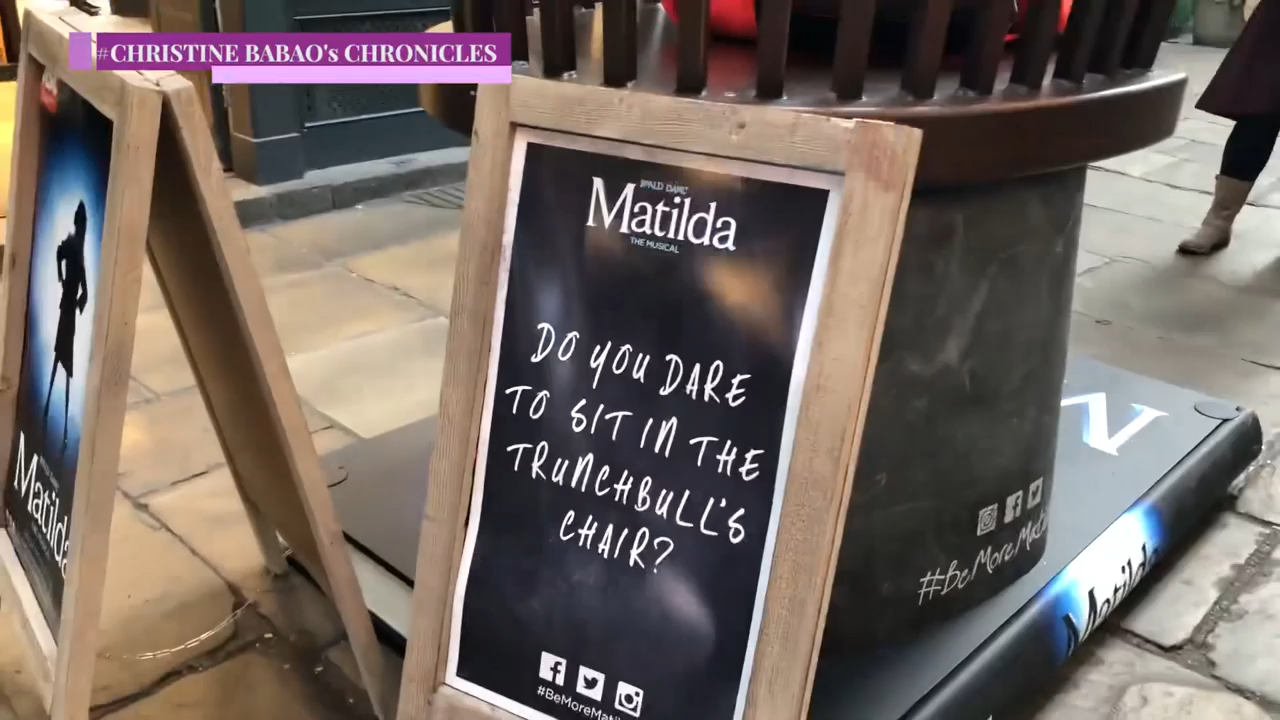 #CHRISTINE BABAO's CHRONICLES
ROALD DAHL'S
Matilda
THE MUSICAL
DO YOU DARE
TO SIT IN THE
TRUNCHBULL'S
CHAIR?
#BeMoreMati
Matilda
#BeMoreMati
Matilda
N